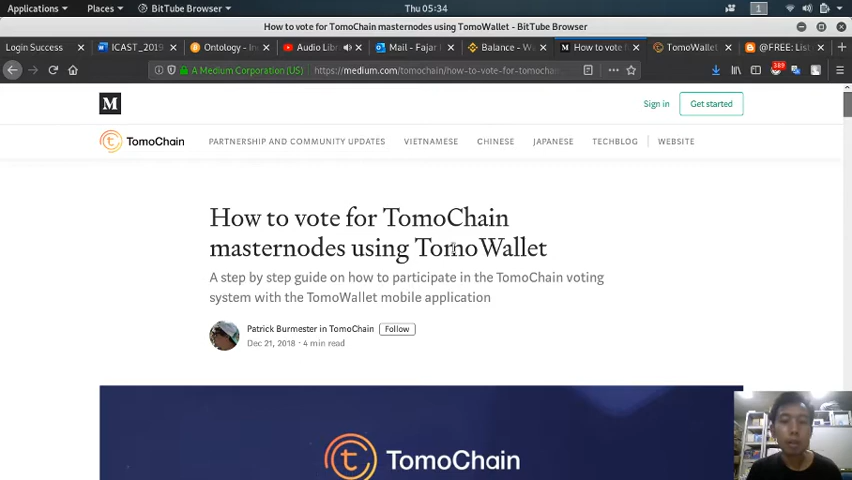 Applications Places BitTube Browser Thu 05:34 1
How to vote for TomoChain masternodes using TomoWallet - BitTube Browser
Login Success ICAST_2019 Ontology - In Audio Lib Mail - Fajar Balance - Wa How to vote f TomoWallet @FREE: List
A Medium Corporation (US) https://medium.com/tomochain/how-to-vote-for-tomochain 389
M Sign in Get started
TomoChain PARTNERSHIP AND COMMUNITY UPDATES VIETNAMESE CHINESE JAPANESE TECHBLOG WEBSITE
How to vote for TomoChain
masternodes using TomoWallet
A step by step guide on how to participate in the TomoChain voting
system with the TomoWallet mobile application
Patrick Burmester in TomoChain Follow
Dec 21, 2018 · 4 min read
TomoChain